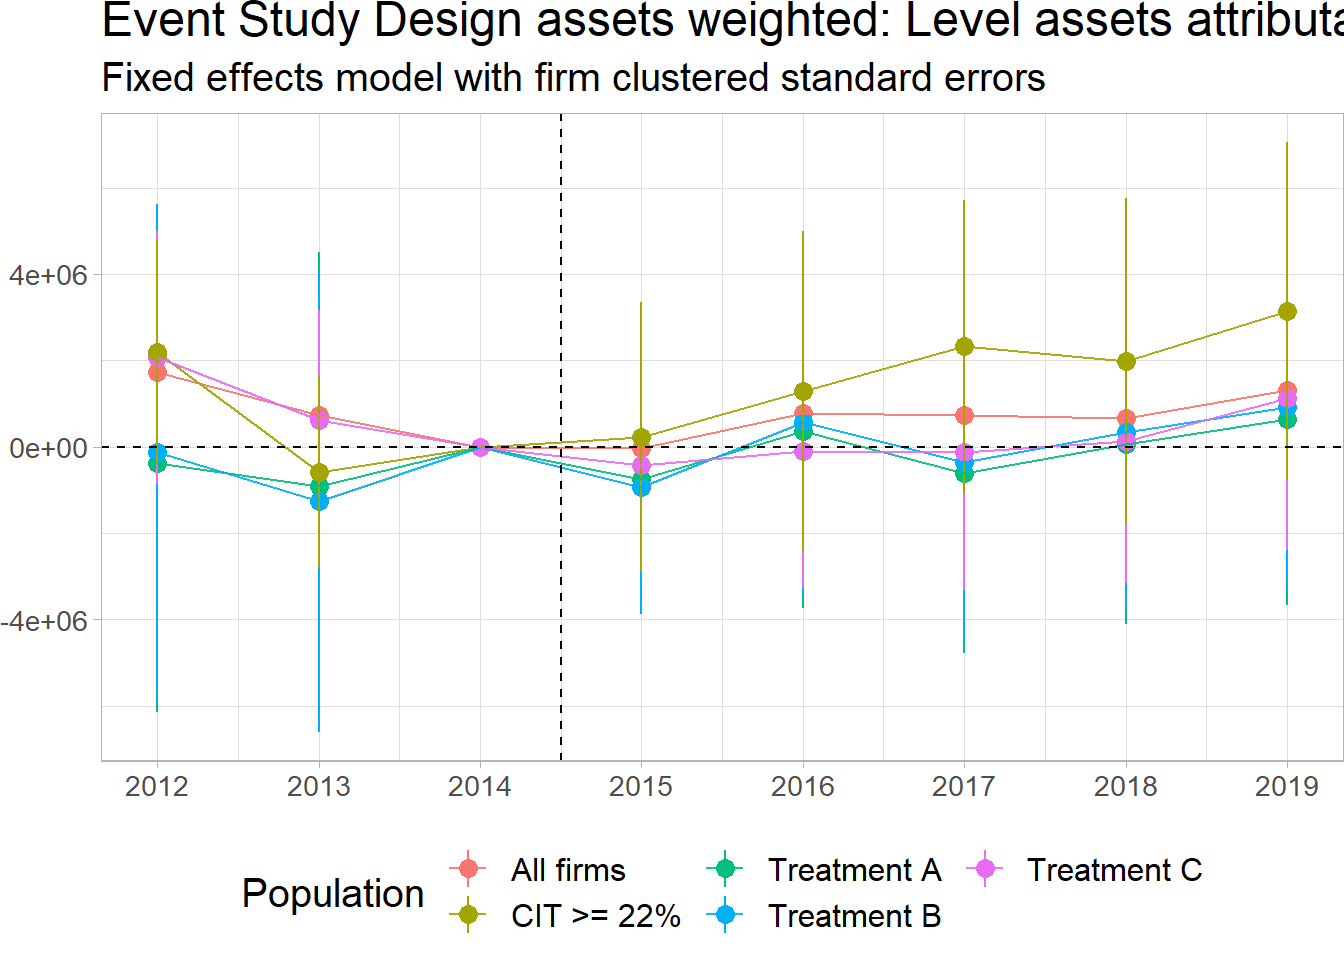 Event Study Design assets weighted: Level assets
Fixed effects model with firm clustered standard errors
4e+06
0e+00
-4e+06
2012 2013 2014 2015 2016 2017 2018 2019
Population
All firms
Treatment A
Treatment C
CIT >= 22%
Treatment B